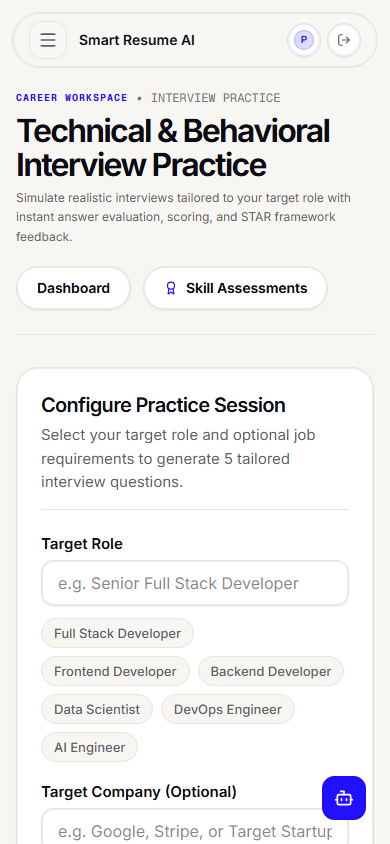 Smart Resume AI
P
CAREER WORKSPACE • INTERVIEW PRACTICE
Technical & Behavioral
Interview Practice
Simulate realistic interviews tailored to your target role with
instant answer evaluation, scoring, and STAR framework
feedback.
Dashboard
Skill Assessments
Configure Practice Session
Select your target role and optional job
requirements to generate 5 tailored
interview questions.
Target Role
e.g. Senior Full Stack Developer
Full Stack Developer
Frontend Developer
Backend Developer
Data Scientist
DevOps Engineer
AI Engineer
Target Company (Optional)
e.g. Google, Stripe, or Target Startup